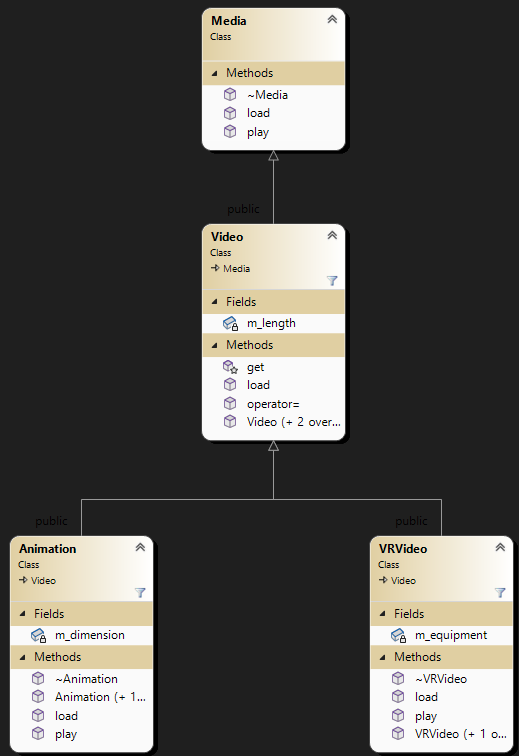 Media
Class
Methods
~Media
load
play
public
Video
Class
Media
Fields
m_length
Methods
get
load
operator=
Video (+ 2 over...
public
public
Animation
Class
Video
Fields
m_dimension
Methods
~Animation
Animation (+ 1...
load
play
VRVideo
Class
Video
Fields
m_equipment
Methods
~VRVideo
load
play
VRVideo (+ 1 o...